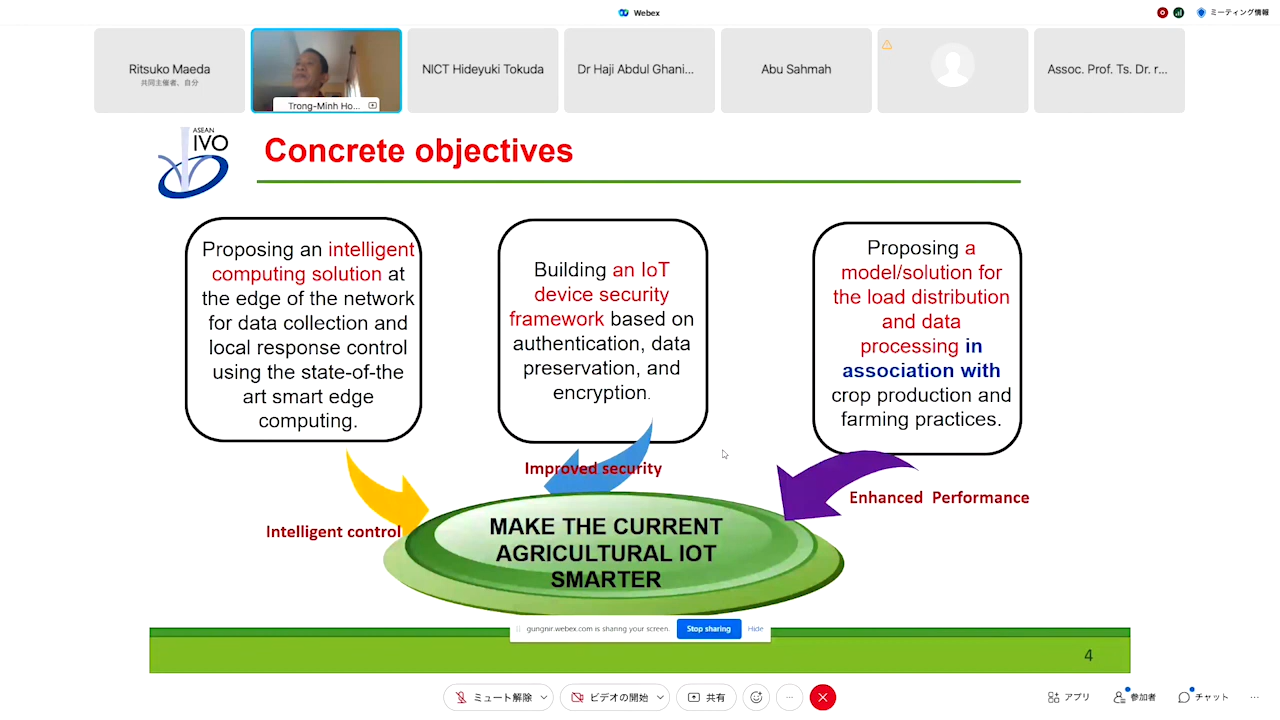 Webex
ミーティング情報
Ritsuko Maeda
共同主催者、自分
Trong-Minh Ho...
NICT Hideyuki Tokuda
Dr Haji Abdul Ghani...
Abu Sahmah
Assoc. Prof. Ts. Dr. r...
ASEAN
IVO
Concrete objectives
Proposing an intelligent
computing solution at
the edge of the network
for data collection and
local response control
using the state-of-the
art smart edge
computing.
Building an IoT
device security
framework based on
authentication, data
preservation, and
encryption.
Proposing a
model/solution for
the load distribution
and data
processing in
association with
crop production and
farming practices.
Improved security
Enhanced Performance
Intelligent control
MAKE THE CURRENT
AGRICULTURAL IOT
SMARTER
gungnir.webex.com is sharing your screen.
Stop sharing
Hide
4
ミュート解除
ビデオの開始
共有
アプリ
参加者
チャット